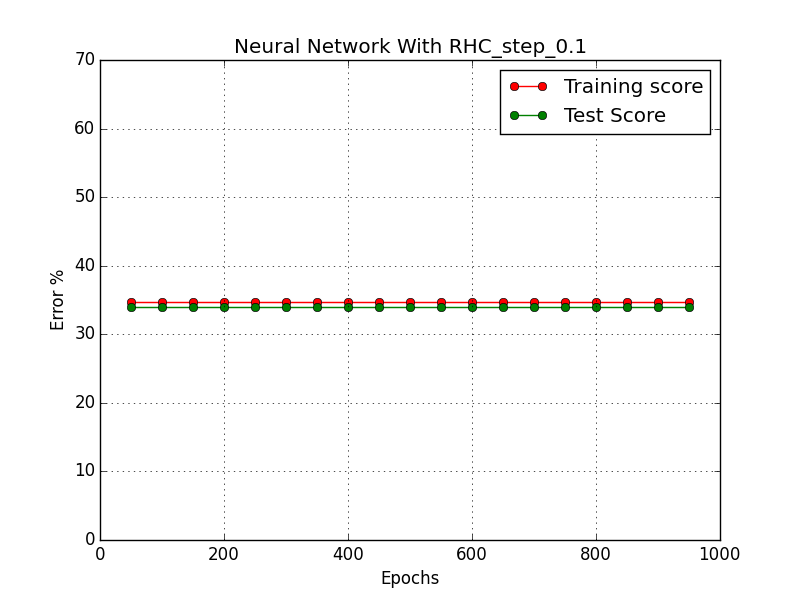 Neural Network With RHC_step_0.1
70
60
50
40
30
20
10
0
Error %
Training score
Test Score
0 200 400 600 800 1000
Epochs